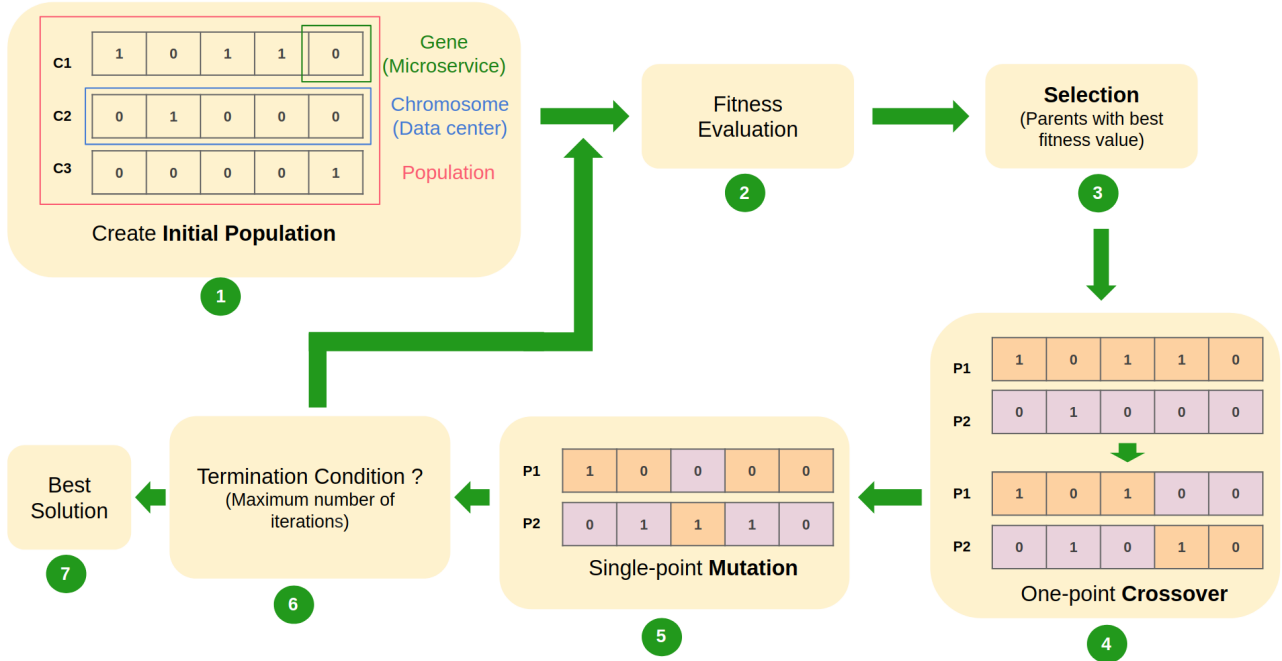 C1 1 0 1 1 0
Gene
(Microservice)
C2 0 1 0 0 0
Chromosome
(Data center)
C3 0 0 0 0 1
Population
Create Initial Population
1
Fitness
Evaluation
2
Selection
(Parents with best
fitness value)
3
P1 1 0 1 1 0
P2 0 1 0 0 0
P1 1 0 1 0 0
P2 0 1 0 1 0
One-point Crossover
4
P1 1 0 0 0 0
P2 0 1 1 1 0
Single-point Mutation
5
Termination Condition ?
(Maximum number of
iterations)
6
Best
Solution
7